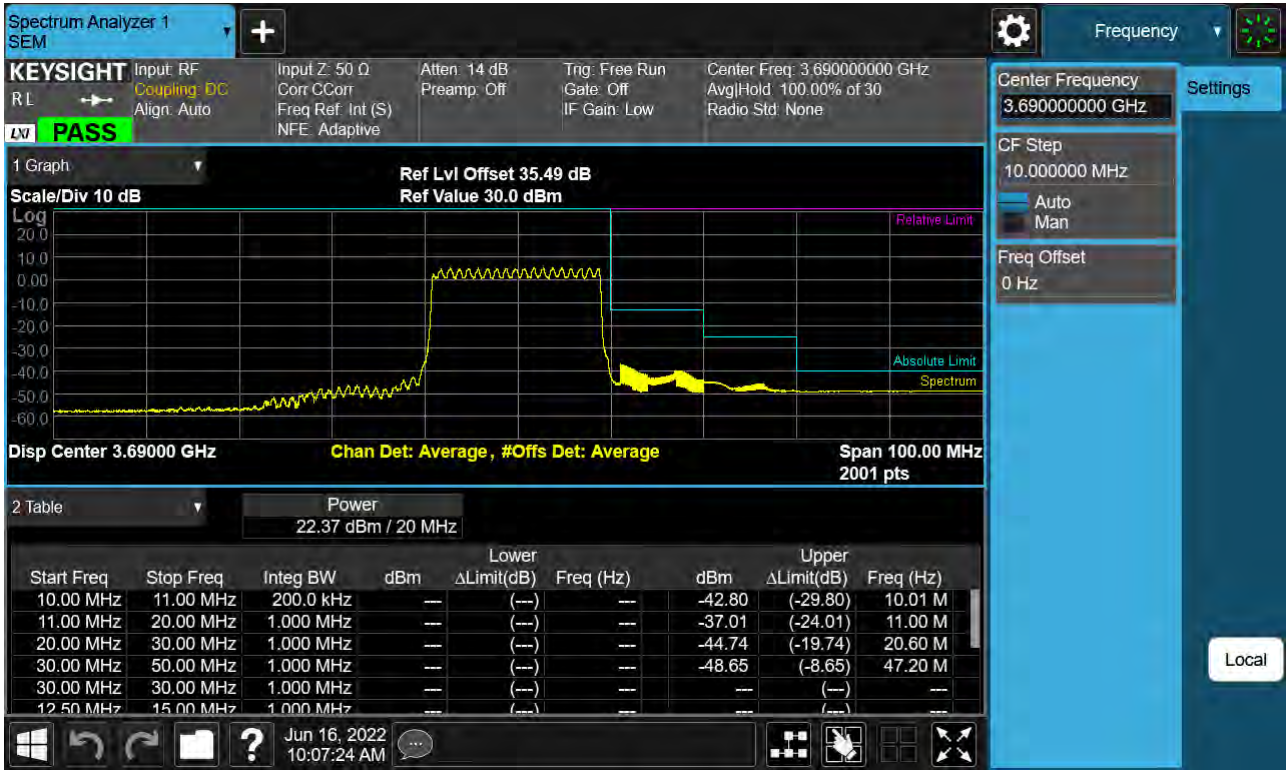 Spectrum Analyzer 1
SEM
Frequency
KEYSIGHT
RL
LXI
PASS
Input: RF
Coupling: DC
Align: Auto
Input Z: 50 Ω
Corr CCorr
Freq Ref: Int (S)
NFE: Adaptive
Atten: 14 dB
Preamp: Off
Trig: Free Run
Gate: Off
IF Gain: Low
Center Freq: 3.690000000 GHz
Avg|Hold: 100.00% of 30
Radio Std: None
Center Frequency
3.690000000 GHz
Settings
CF Step
10.000000 MHz
Auto
Man
Freq Offset
0 Hz
Local
1 Graph
Ref Lvl Offset 35.49 dB
Scale/Div 10 dB
Ref Value 30.0 dBm
Log
20.0
10.0
0.00
-10.0
-20.0
-30.0
-40.0
-50.0
-60.0
Relative Limit
Absolute Limit
Spectrum
Disp Center 3.69000 GHz
Chan Det: Average , #Offs Det: Average
Span 100.00 MHz
2001 pts
2 Table
Power
22.37 dBm / 20 MHz
Lower Upper
Start Freq Stop Freq Integ BW dBm ΔLimit(dB) Freq (Hz) dBm ΔLimit(dB) Freq (Hz)
10.00 MHz 11.00 MHz 200.0 kHz --- (---) --- -42.80 (-29.80) 10.01 M
11.00 MHz 20.00 MHz 1.000 MHz --- (---) --- -37.01 (-24.01) 11.00 M
20.00 MHz 30.00 MHz 1.000 MHz --- (---) --- -44.74 (-19.74) 20.60 M
30.00 MHz 50.00 MHz 1.000 MHz --- (---) --- -48.65 (-8.65) 47.20 M
30.00 MHz 30.00 MHz 1.000 MHz --- (---) --- --- (---) ---
12.50 MHz 15.00 MHz 1.000 MHz --- (---) --- --- (---) ---
?
Jun 16, 2022
10:07:24 AM